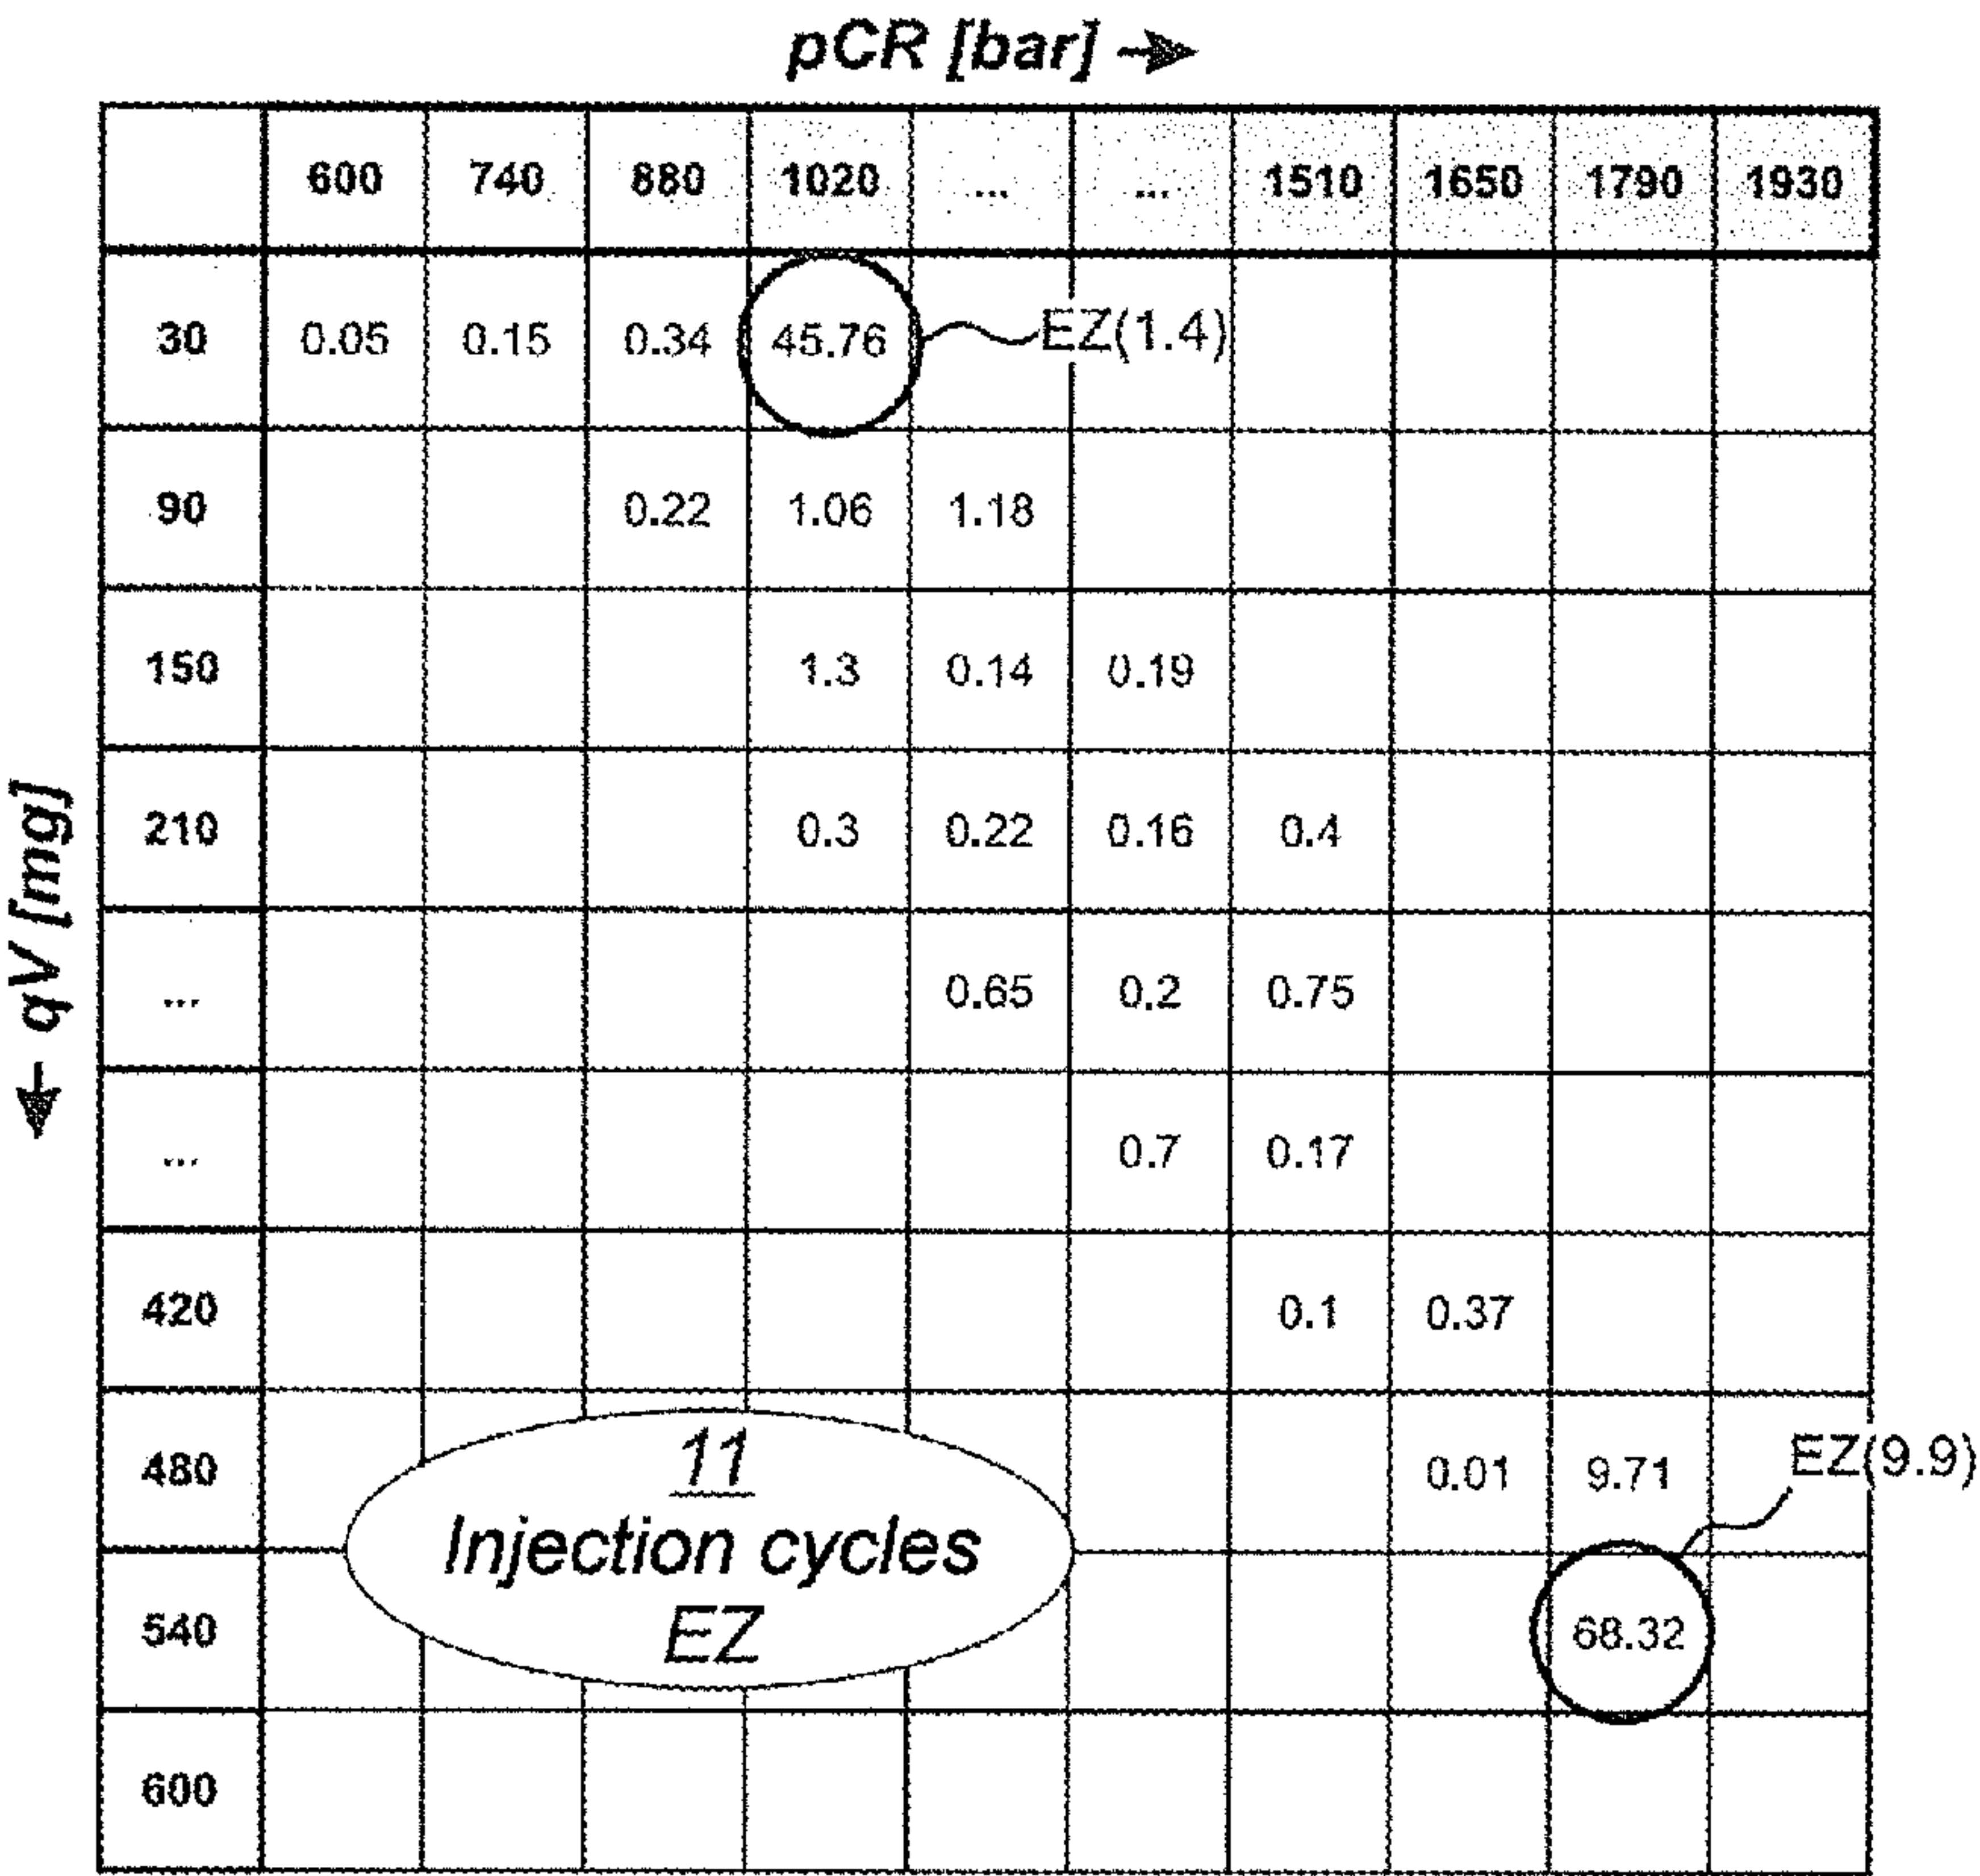 pCR [bar]
600 740 880 1020 ... ... 1510 1650 1790 1930
30 0.05 0.15 0.34 45.76 EZ(1.4)
90 0.22 1.06 1.18
150 1.3 0.14 0.19
210 0.3 0.22 0.16 0.4
qV [mg]
... 0.65 0.2 0.75
... 0.7 0.17
420 0.1 0.37
480 0.01 9.71 EZ(9.9)
11
Injection cycles
EZ
540 68.32
600